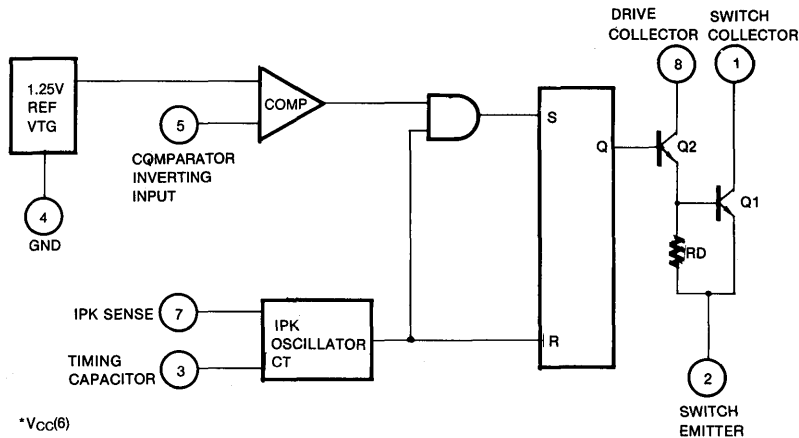 DRIVE
COLLECTOR
SWITCH
COLLECTOR
8
1
1.25V
REF
VTG
COMP
5
COMPARATOR
INVERTING
INPUT
4
GND
S
Q
Q2
Q1
RD
IPK SENSE
7
IPK
OSCILLATOR
CT
TIMING
CAPACITOR
3
R
2
SWITCH
EMITTER
*VCC(6)